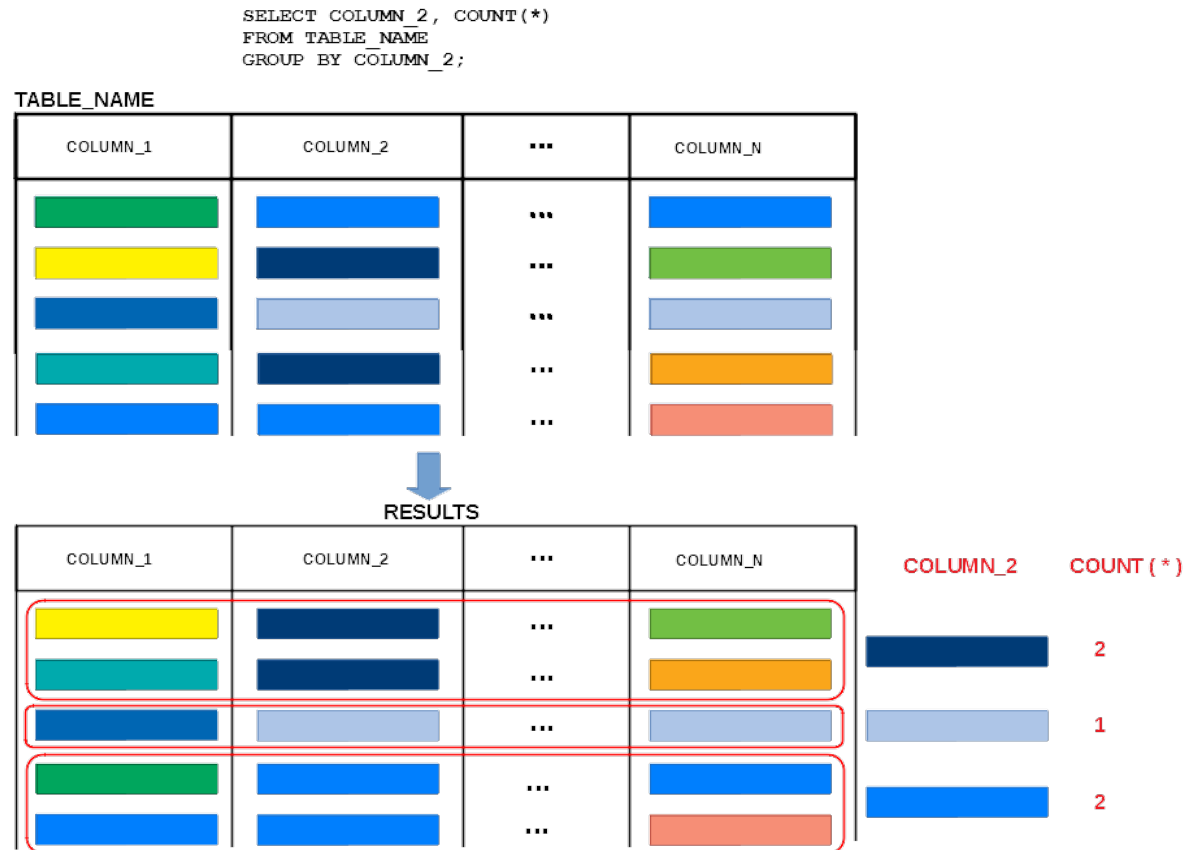 SELECT COLUMN_2, COUNT(*)
FROM TABLE_NAME
GROUP BY COLUMN_2;
TABLE_NAME
COLUMN_1 COLUMN_2 ... COLUMN_N
...
...
...
...
...
RESULTS
COLUMN_1 COLUMN_2 ... COLUMN_N COLUMN_2 COUNT(*)
...
2
...
... 1
...
2
...